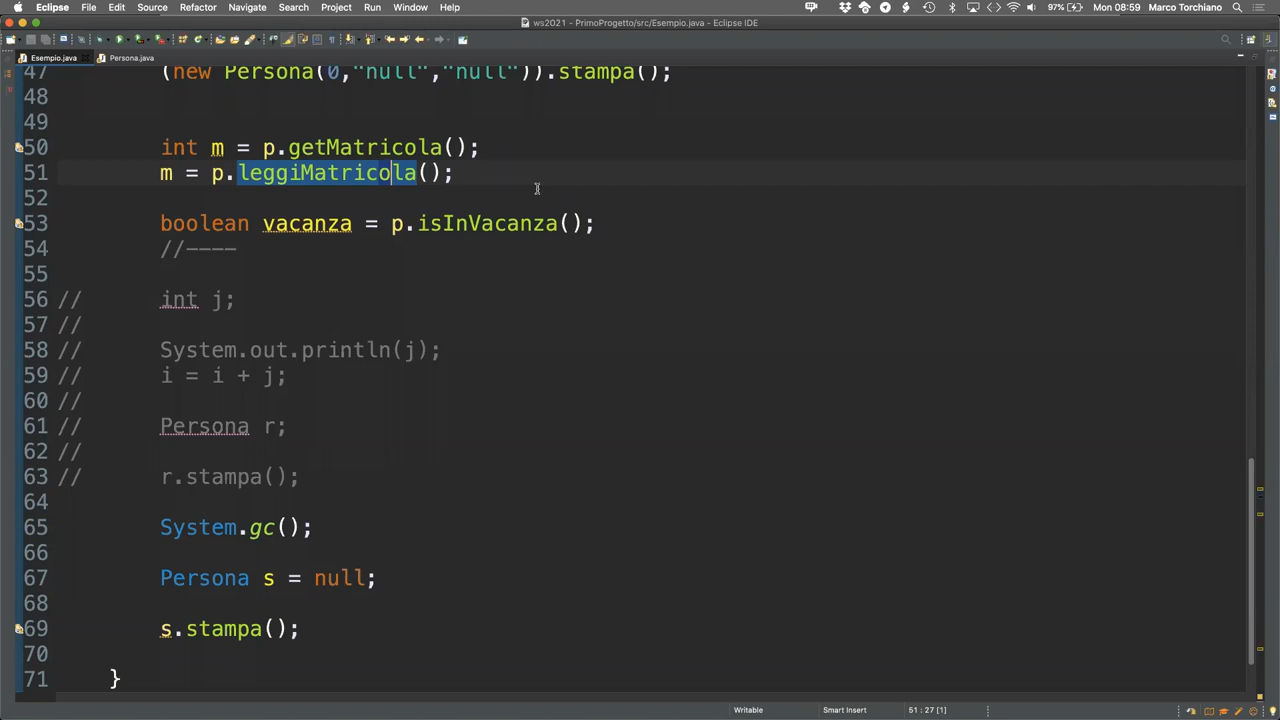 Eclipse File Edit Source Refactor Navigate Search Project Run Window Help 97% Mon 08:59 Marco Torchiano
ws2021 - PrimoProgetto/src/Esempio.java - Eclipse IDE
Esempio.java Persona.java
47 (new Persona(0,"null","null")).stampa();
48
49
50 int m = p.getMatricola();
51 m = p.leggiMatricola();
52
53 boolean vacanza = p.isInVacanza();
54 //----
55
56 // int j;
57 //
58 // System.out.println(j);
59 // i = i + j;
60 //
61 // Persona r;
62 //
63 // r.stampa();
64
65 System.gc();
66
67 Persona s = null;
68
69 s.stampa();
70
71 }
Writable Smart Insert 51 : 27 [1]